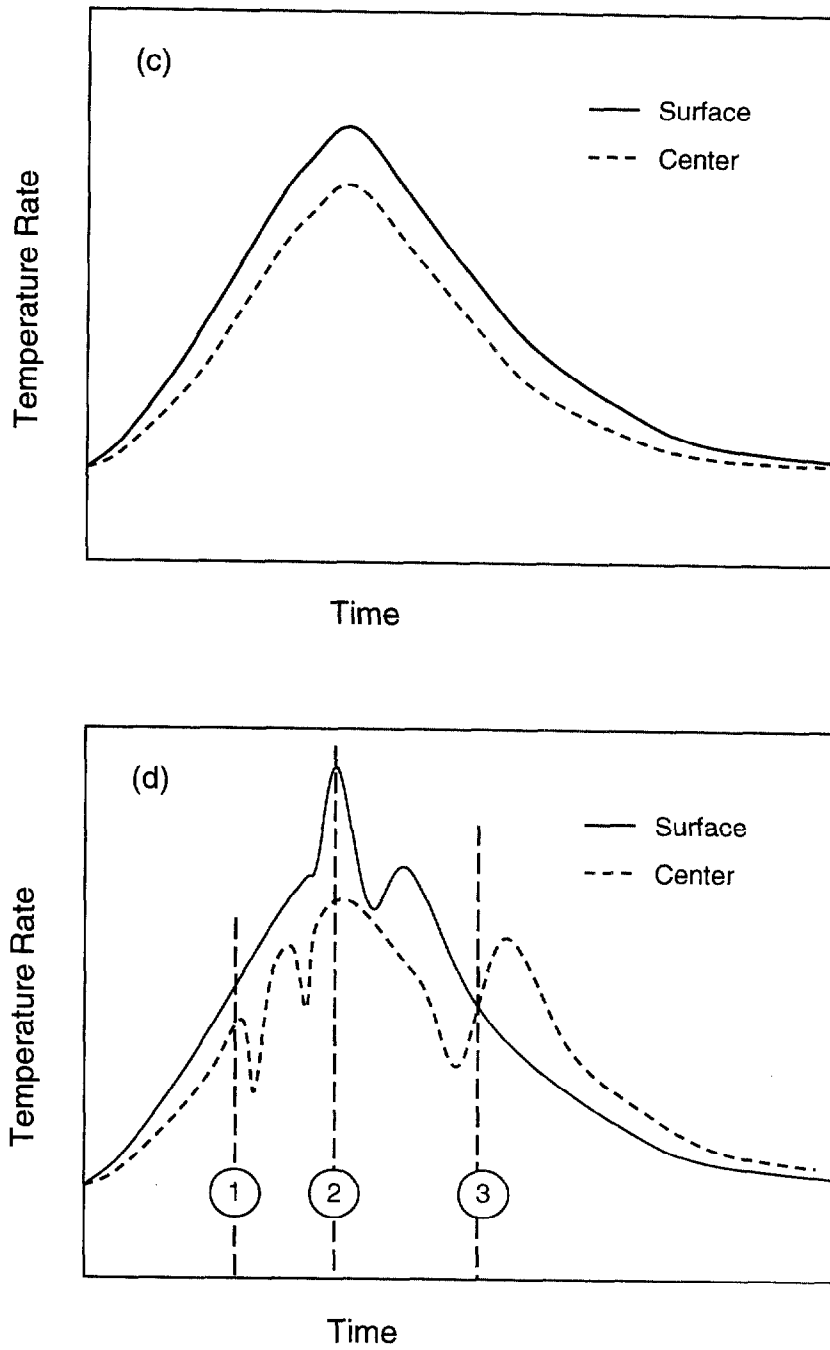 (c)
Surface
Center
Temperature Rate
Time
(d)
Surface
Center
Temperature Rate
1
2
3
Time